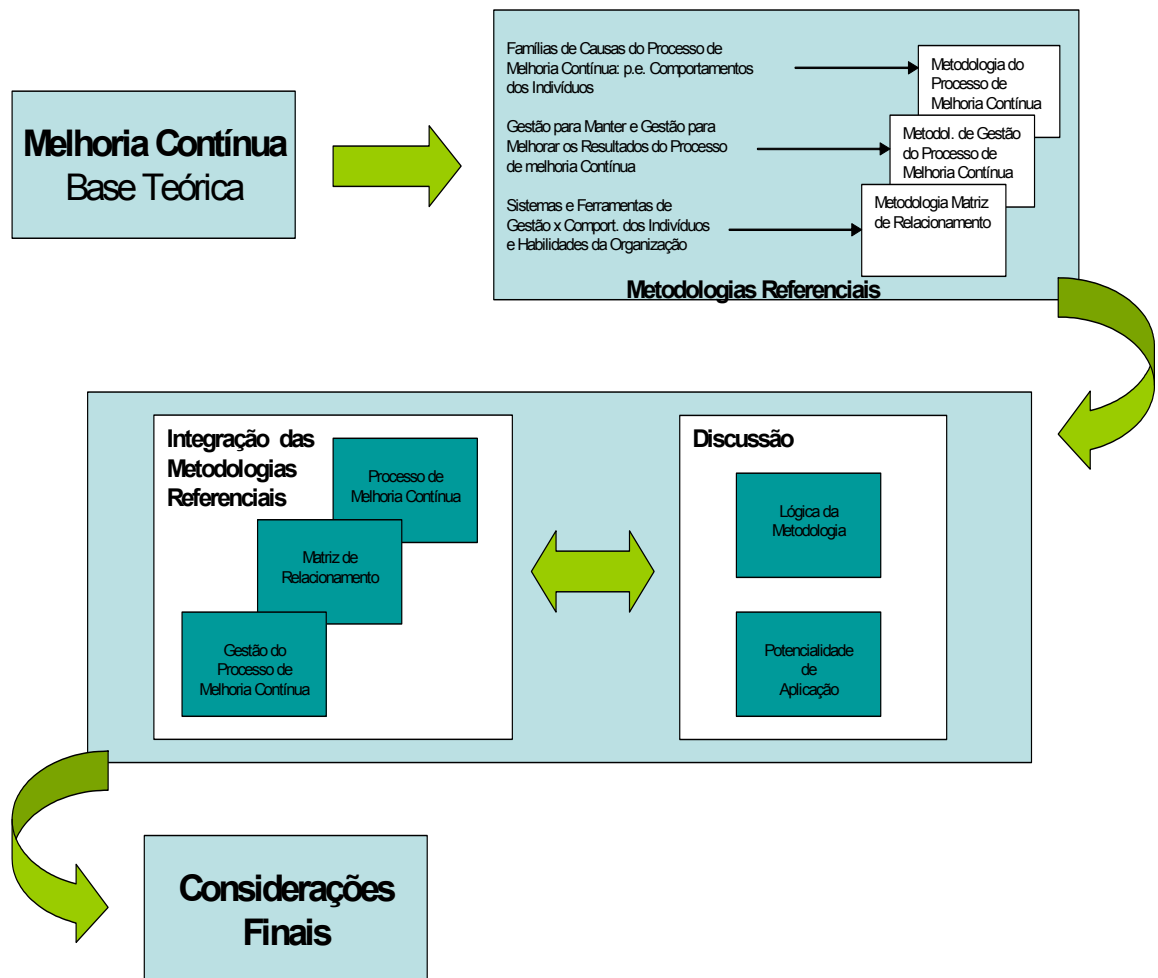 Melhoria Contínua
Base Teórica
Famílias de Causas do Processo de
Melhoria Contínua: p.e. Comportamentos
dos Indivíduos
Metodologia do
Processo de
Melhoria Contínua
Gestão para Manter e Gestão para
Melhorar os Resultados do Processo
de melhoria Contínua
Metodol. de Gestão
do Processo de
Melhoria Contínua
Sistemas e Ferramentas de
Gestão x Comport. dos Indivíduos
e Habilidades da Organização
Metodologia Matriz
de Relacionamento
Metodologias Referenciais
Integração das
Metodologias
Referenciais
Processo de
Melhoria Contínua
Matriz de
Relacionamento
Gestão do
Processo de
Melhoria Contínua
Discussão
Lógica da
Metodologia
Potencialidade
de
Aplicação
Considerações
Finais